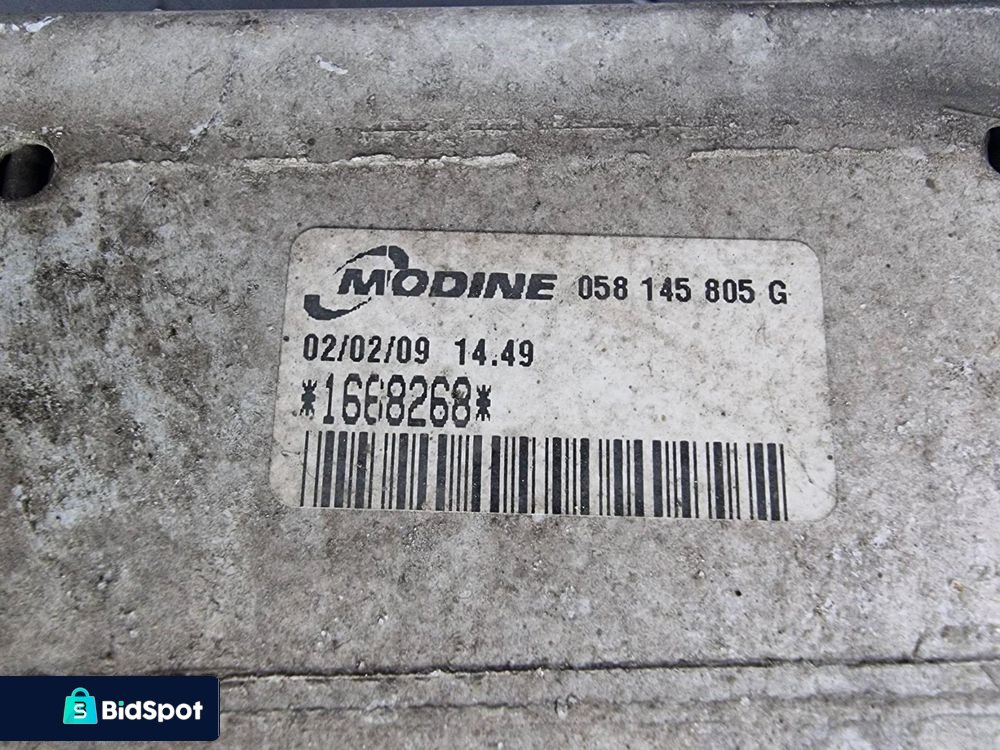 MODINE 058 145 805 G
02/02/09 14.49
*1668268*
BidSpot